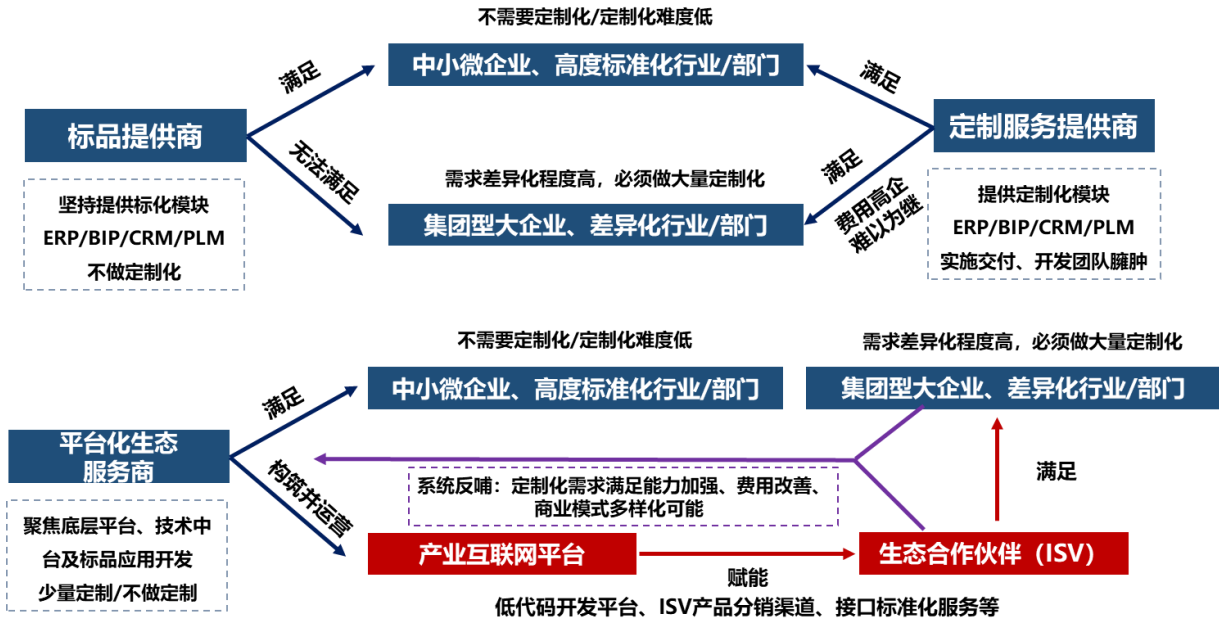 不需要定制化/定制化难度低
中小微企业、高度标准化行业/部门
满足
满足
标品提供商
定制服务提供商
无法满足
满足
需求差异化程度高，必须做大量定制化
集团型大企业、差异化行业/部门
费用高企
难以为继
坚持提供标化模块
ERP/BIP/CRM/PLM
不做定制化
提供定制化模块
ERP/BIP/CRM/PLM
实施交付、开发团队臃肿
不需要定制化/定制化难度低
需求差异化程度高，必须做大量定制化
中小微企业、高度标准化行业/部门
集团型大企业、差异化行业/部门
满足
平台化生态
服务商
构筑并运营
满足
系统反哺：定制化需求满足能力加强、费用改善、
商业模式多样化可能
聚焦底层平台、技术中
台及标品应用开发
少量定制/不做定制
产业互联网平台
生态合作伙伴（ISV）
赋能
低代码开发平台、ISV产品分销渠道、接口标准化服务等